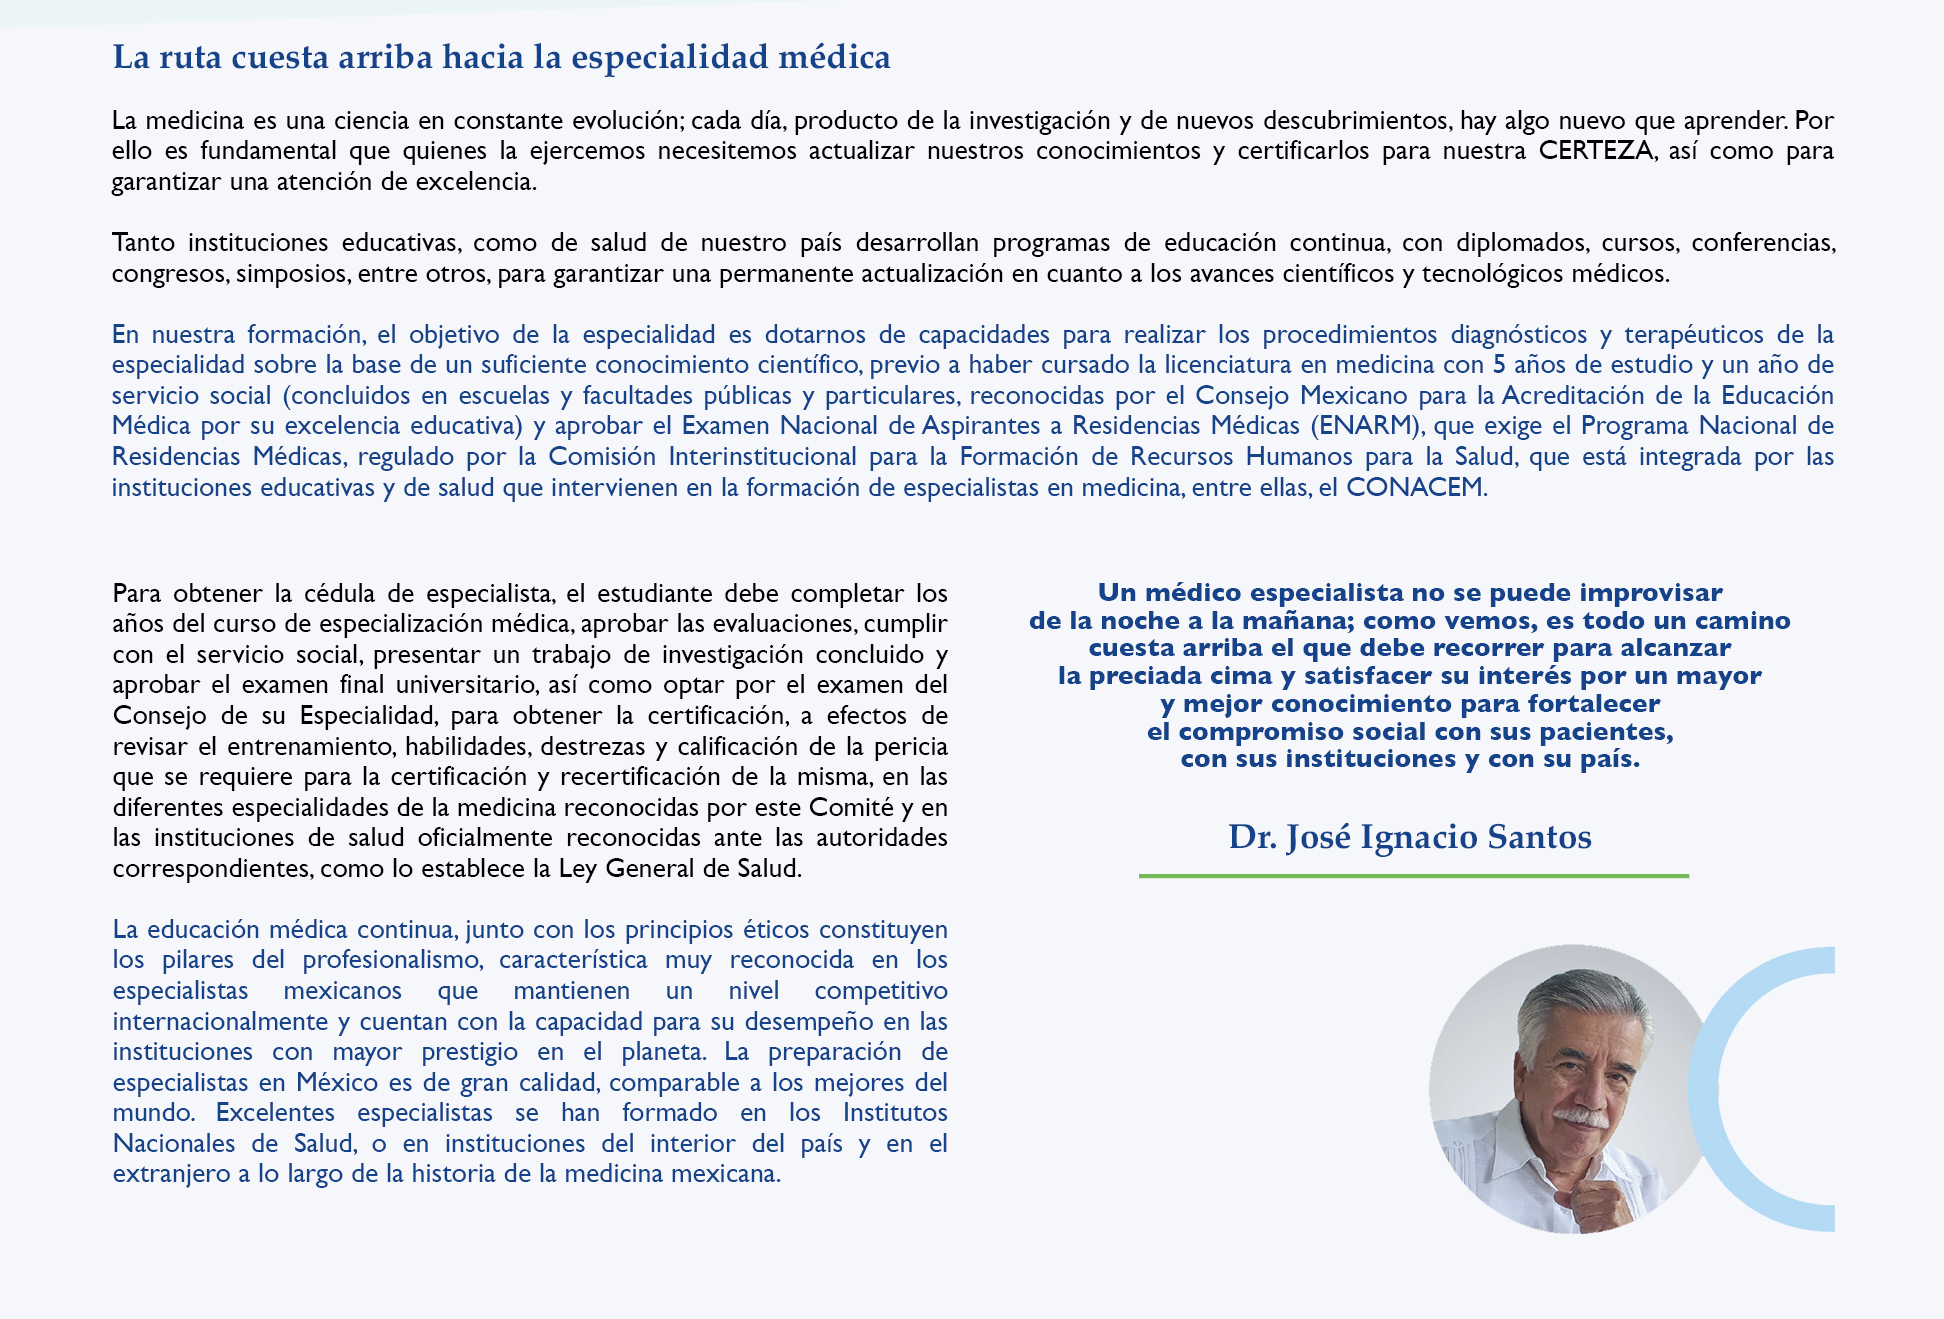 La ruta cuesta arriba hacia la especialidad médica
La medicina es una ciencia en constante evolución; cada día, producto de la investigación y de nuevos descubrimientos, hay algo nuevo que aprender. Por
ello es fundamental que quienes la ejercemos necesitemos actualizar nuestros conocimientos y certificarlos para nuestra CERTEZA, así como para
garantizar una atención de excelencia.
Tanto instituciones educativas, como de salud de nuestro país desarrollan programas de educación continua, con diplomados, cursos, conferencias,
congresos, simposios, entre otros, para garantizar una permanente actualización en cuanto a los avances científicos y tecnológicos médicos.
En nuestra formación, el objetivo de la especialidad es dotarnos de capacidades para realizar los procedimientos diagnósticos y terapéuticos de la
especialidad sobre la base de un suficiente conocimiento científico, previo a haber cursado la licenciatura en medicina con 5 años de estudio y un año de
servicio social (concluidos en escuelas y facultades públicas y particulares, reconocidas por el Consejo Mexicano para la Acreditación de la Educación
Médica por su excelencia educativa) y aprobar el Examen Nacional de Aspirantes a Residencias Médicas (ENARM), que exige el Programa Nacional de
Residencias Médicas, regulado por la Comisión Interinstitucional para la Formación de Recursos Humanos para la Salud, que está integrada por las
instituciones educativas y de salud que intervienen en la formación de especialistas en medicina, entre ellas, el CONACEM.
Para obtener la cédula de especialista, el estudiante debe completar los
años del curso de especialización médica, aprobar las evaluaciones, cumplir
con el servicio social, presentar un trabajo de investigación concluido y
aprobar el examen final universitario, así como optar por el examen del
Consejo de su Especialidad, para obtener la certificación, a efectos de
revisar el entrenamiento, habilidades, destrezas y calificación de la pericia
que se requiere para la certificación y recertificación de la misma, en las
diferentes especialidades de la medicina reconocidas por este Comité y en
las instituciones de salud oficialmente reconocidas ante las autoridades
correspondientes, como lo establece la Ley General de Salud.
La educación médica continua, junto con los principios éticos constituyen
los pilares del profesionalismo, característica muy reconocida en los
especialistas mexicanos que mantienen un nivel competitivo
internacionalmente y cuentan con la capacidad para su desempeño en las
instituciones con mayor prestigio en el planeta. La preparación de
especialistas en México es de gran calidad, comparable a los mejores del
mundo. Excelentes especialistas se han formado en los Institutos
Nacionales de Salud, o en instituciones del interior del país y en el
extranjero a lo largo de la historia de la medicina mexicana.
Un médico especialista no se puede improvisar
de la noche a la mañana; como vemos, es todo un camino
cuesta arriba el que debe recorrer para alcanzar
la preciada cima y satisfacer su interés por un mayor
y mejor conocimiento para fortalecer
el compromiso social con sus pacientes,
con sus instituciones y con su país.
Dr. José Ignacio Santos